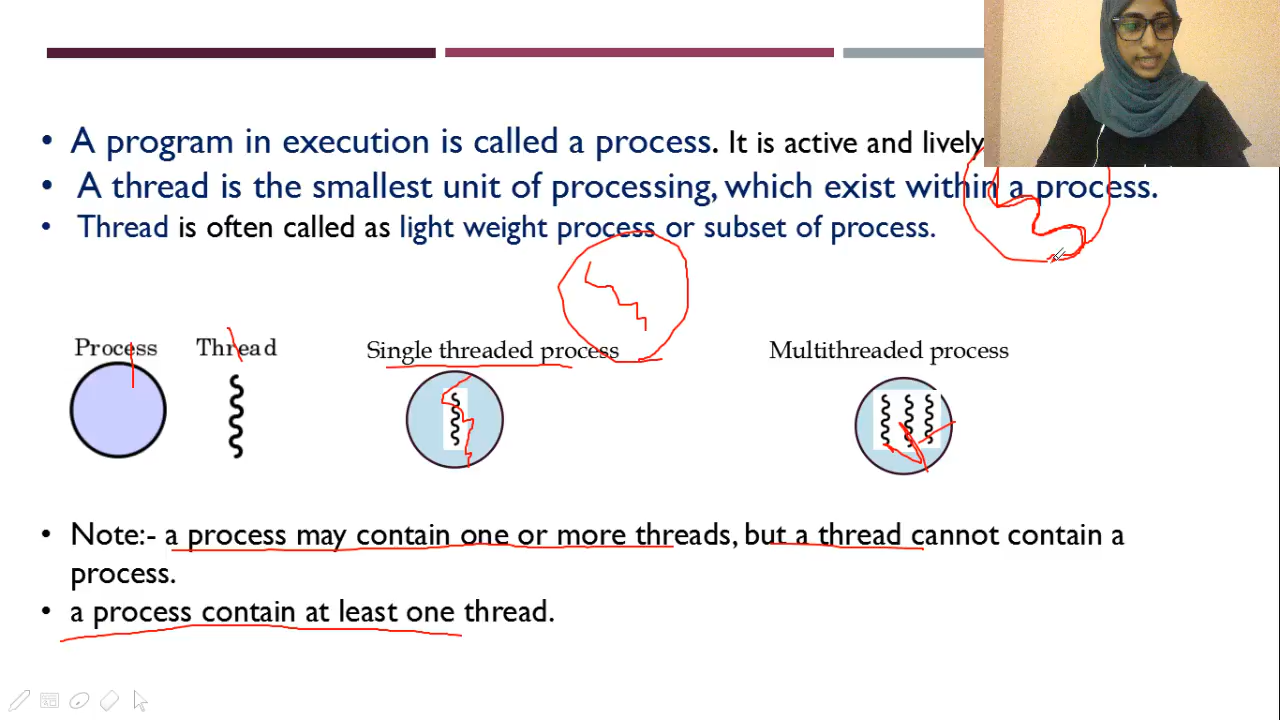 • A program in execution is called a process. It is active and lively
• A thread is the smallest unit of processing, which exist within a process.
• Thread is often called as light weight process or subset of process.
Process Thread Single threaded process Multithreaded process
• Note:- a process may contain one or more threads, but a thread cannot contain a
process.
• a process contain at least one thread.